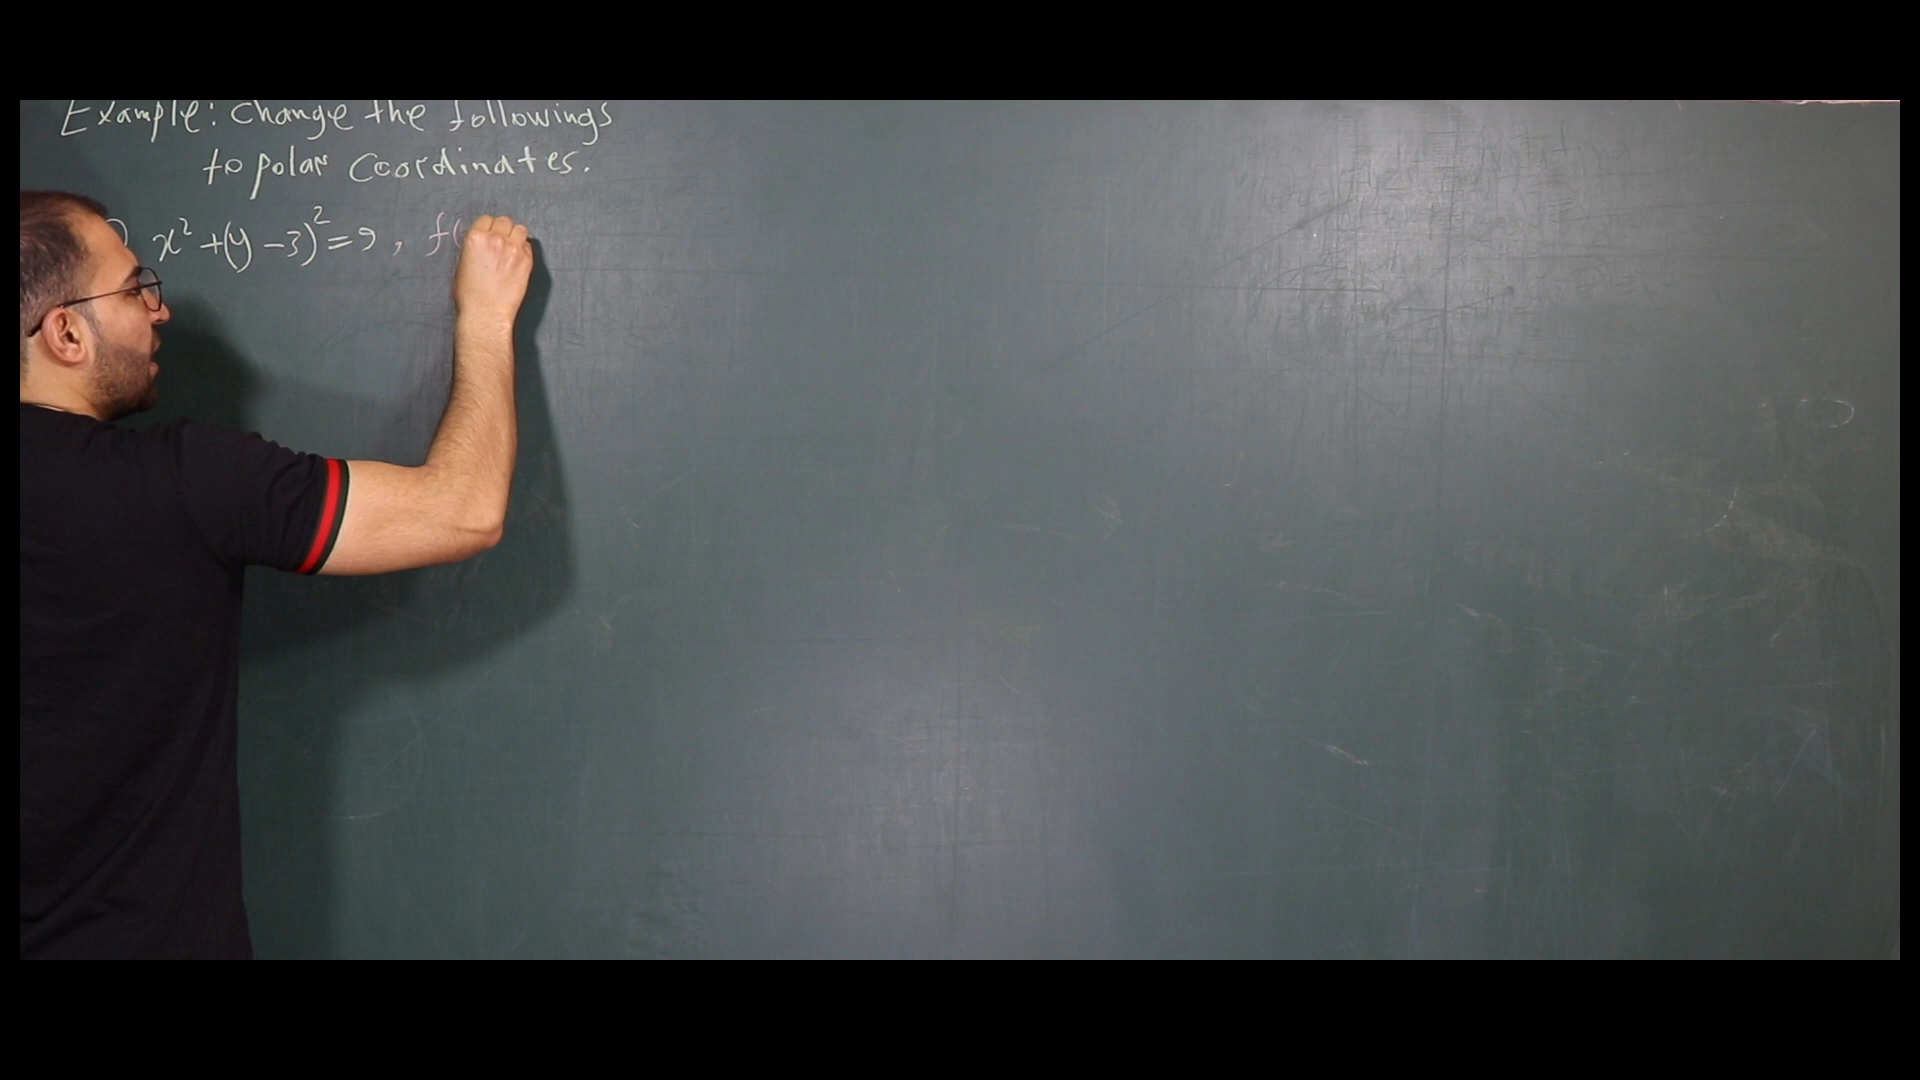 Example: Change the followings
to polar Coordinates.
) x² + (y - 3)² = 9 , f(